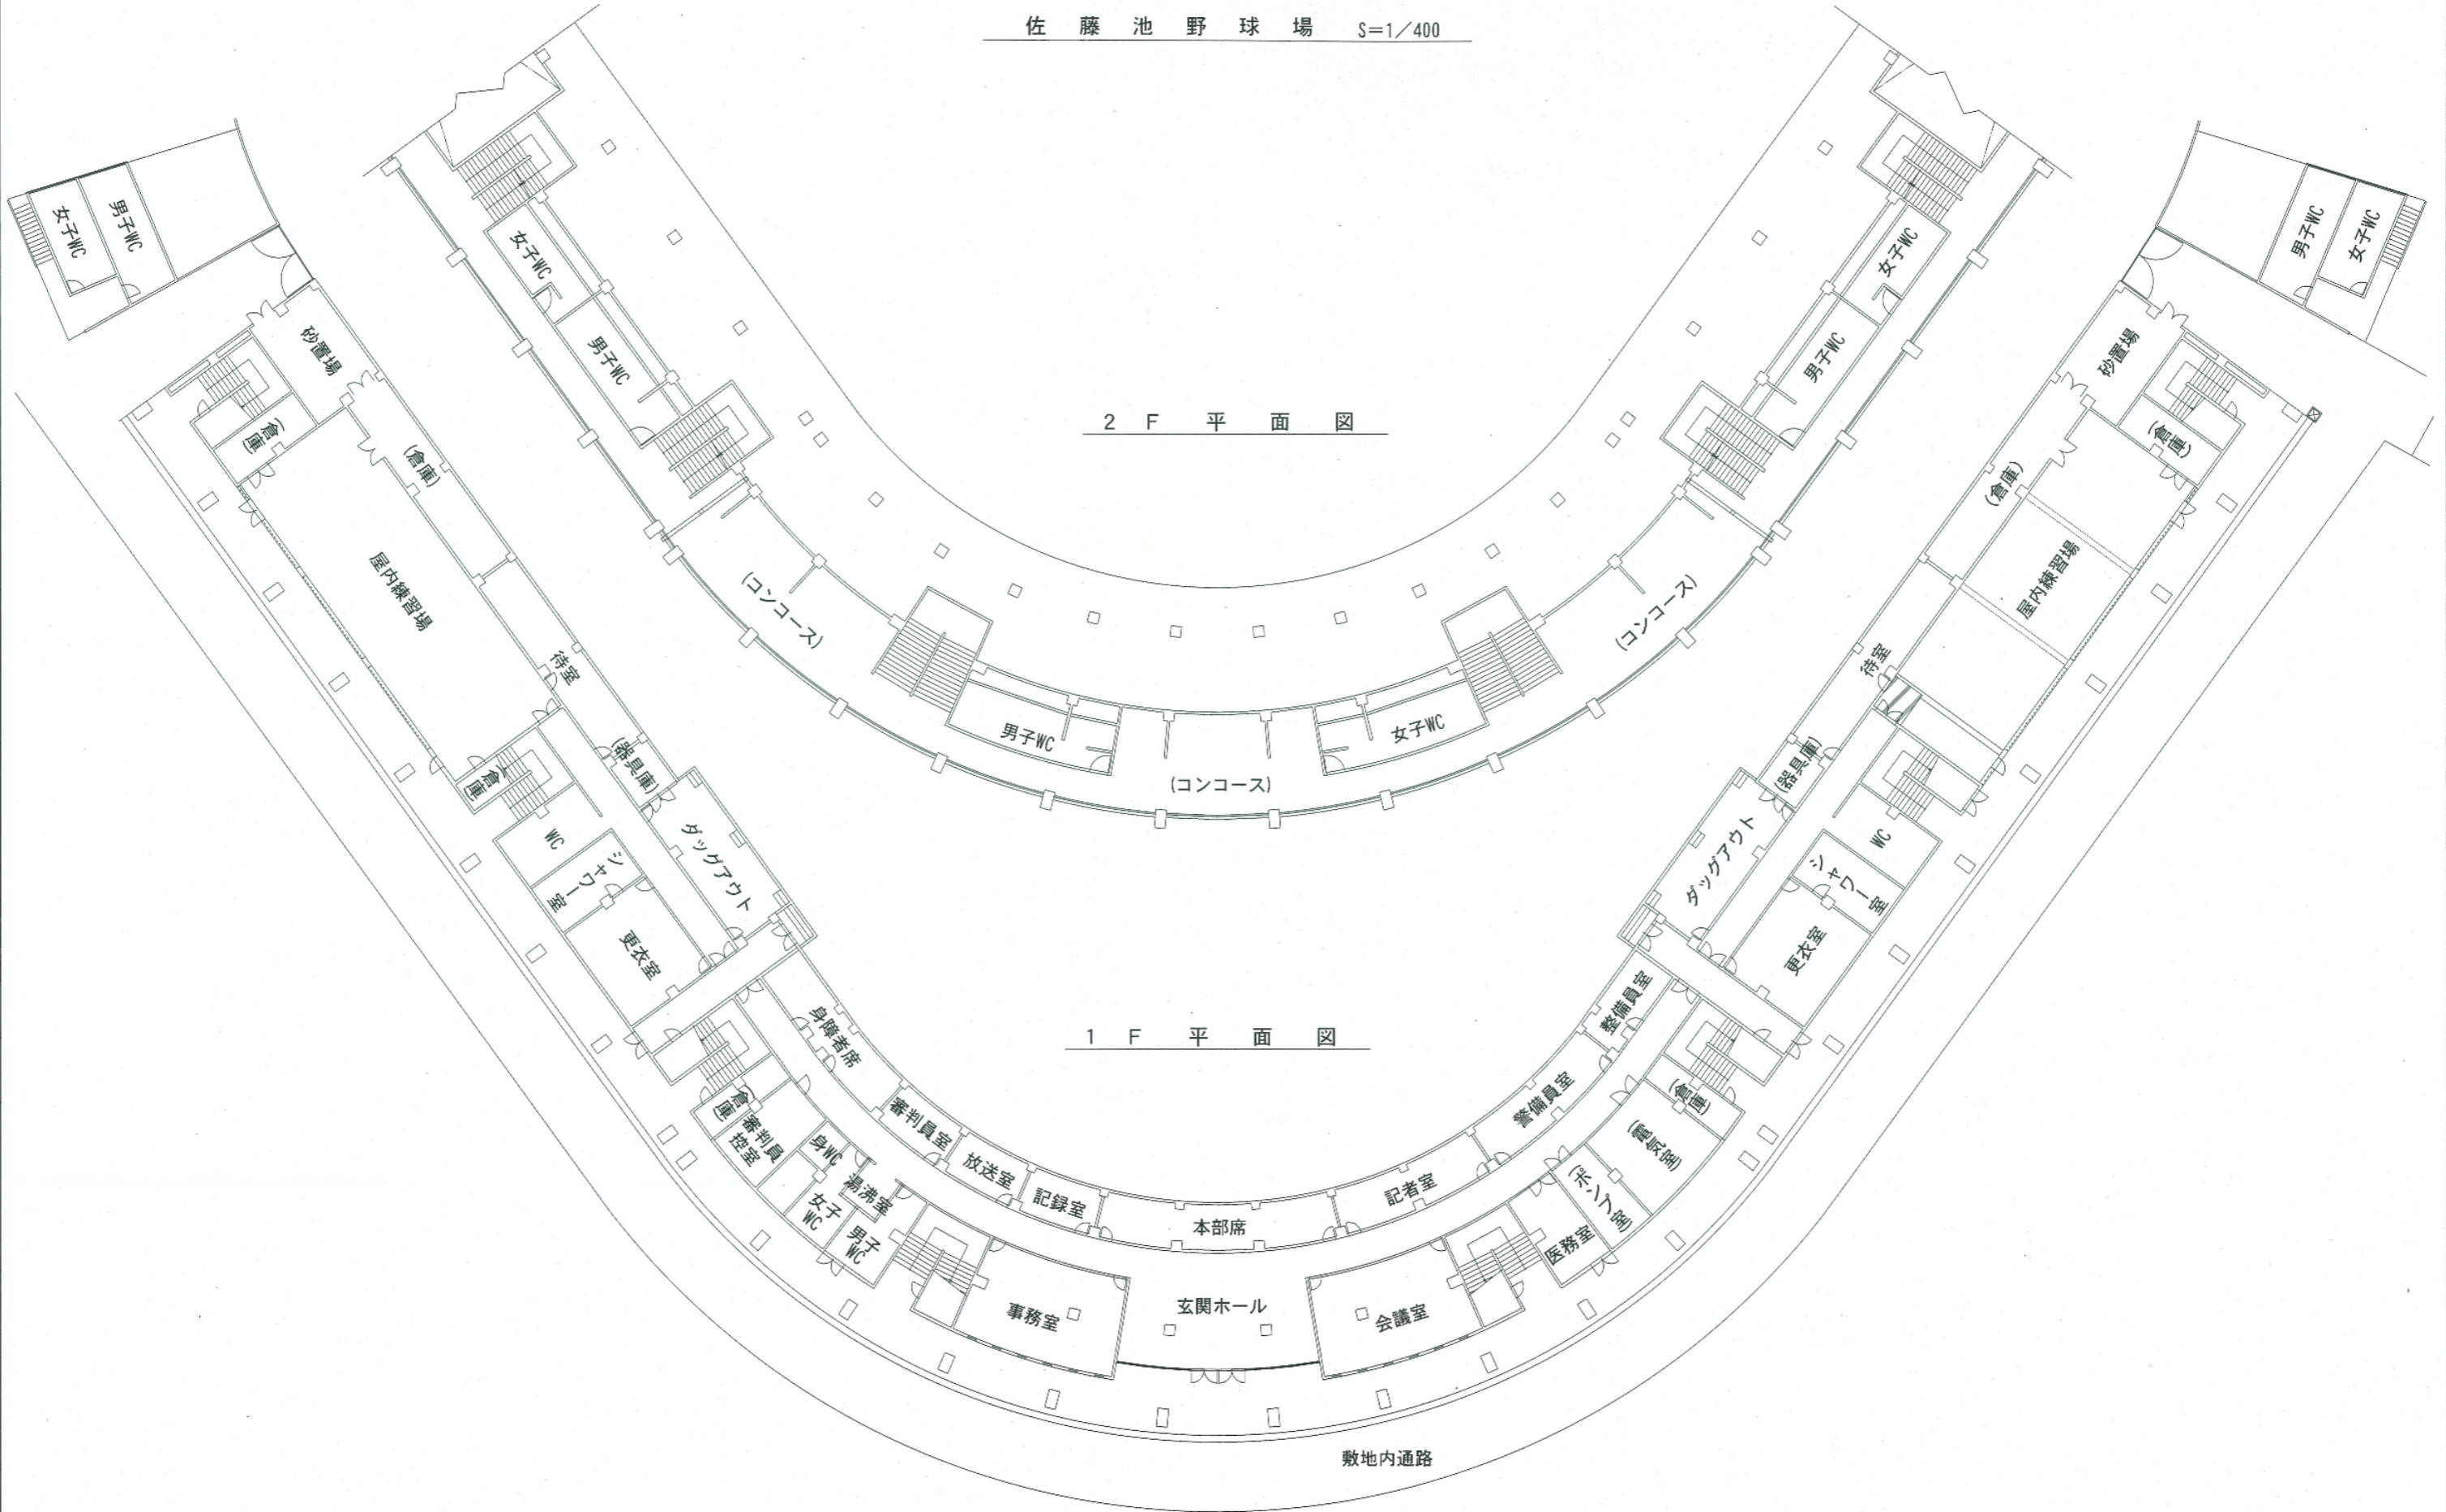 佐藤池野球場 S=1/400
2F平面図
女子WC
男子WC
女子WC
男子WC
(コンコース)
男子WC
(コンコース)
女子WC
(コンコース)
男子WC
女子WC
1F平面図
女子WC
男子WC
砂置場
(倉庫)
(倉庫)
屋内練習場
待室
(器具庫)
(倉庫)
WC
シャワー室
ダッグアウト
更衣室
身障者席
(倉庫)
審判員
控室
身WC
湯沸室
女子
WC
男子
WC
審判員室
放送室
記録室
本部席
記者室
警備員室
整備員室
事務室
玄関ホール
会議室
医務室
(ポンプ室)
(電気室)
(倉庫)
更衣室
シャワー室
WC
ダッグアウト
(器具庫)
待室
屋内練習場
(倉庫)
(倉庫)
砂置場
男子WC
女子WC
敷地内通路